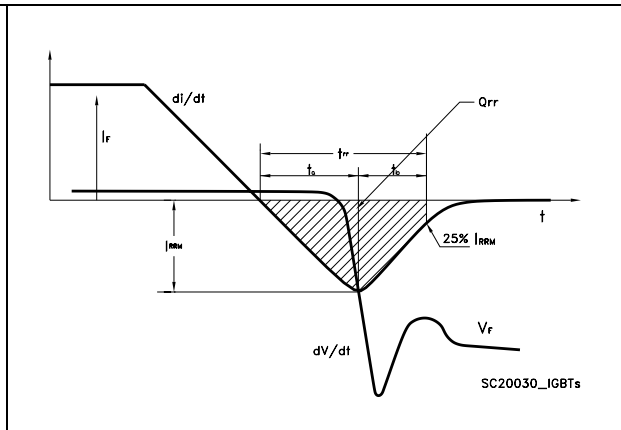 di/dt
Qrr
IF
trr
ta
tb
t
IRRM
25% IRRM
VF
dV/dt
SC20030_IGBTs